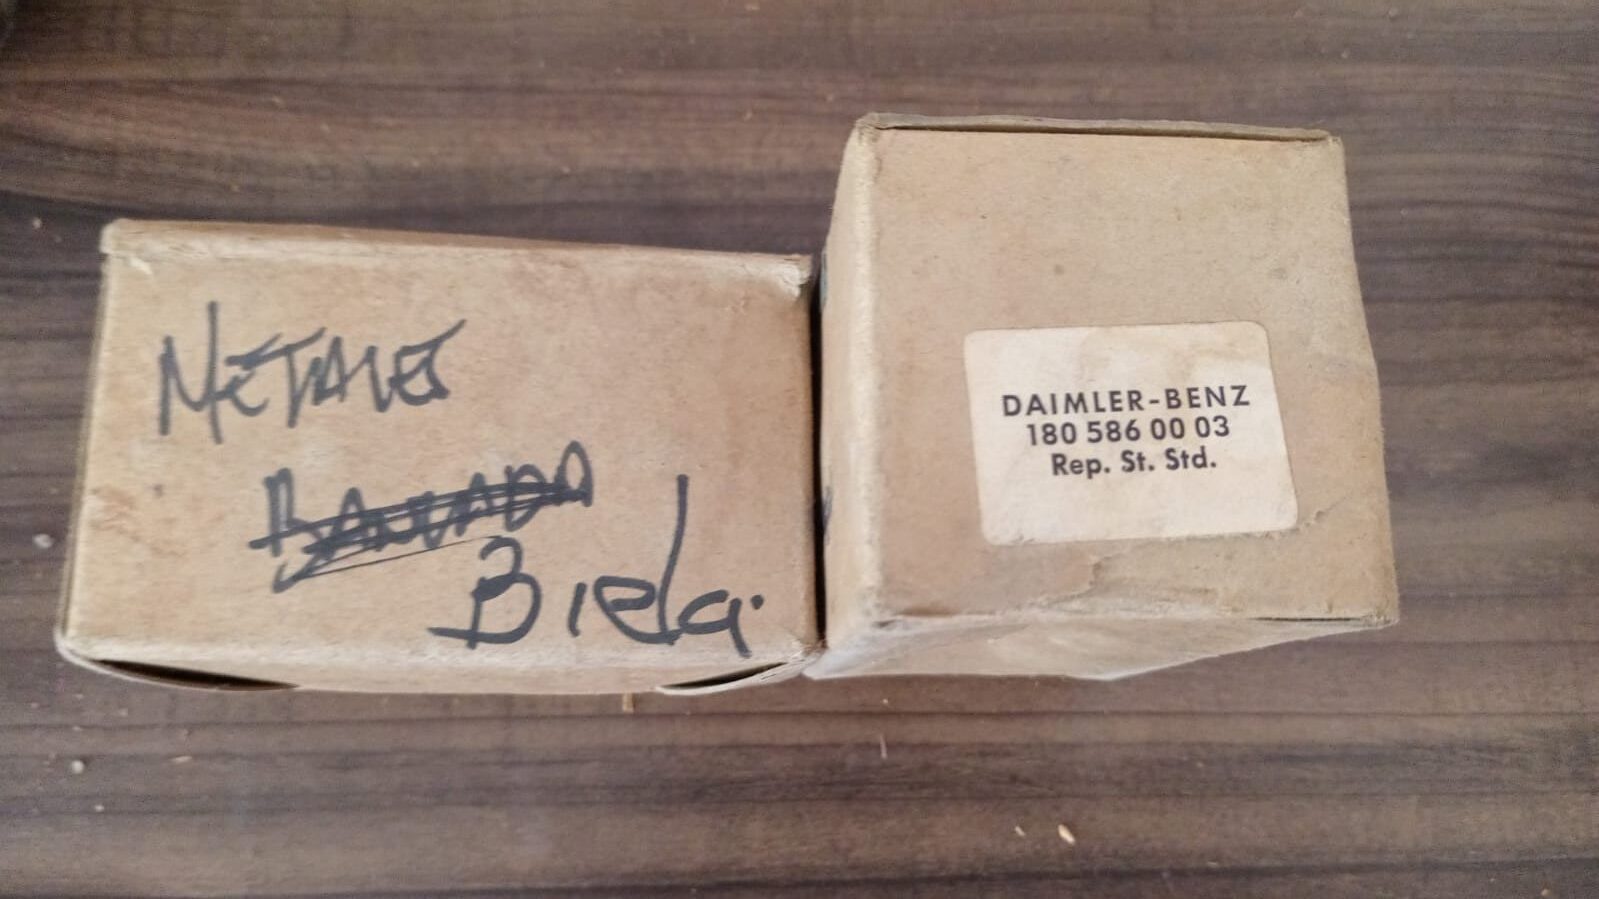 METALES
Biela.
DAIMLER-BENZ
180 586 00 03
Rep. St. Std.